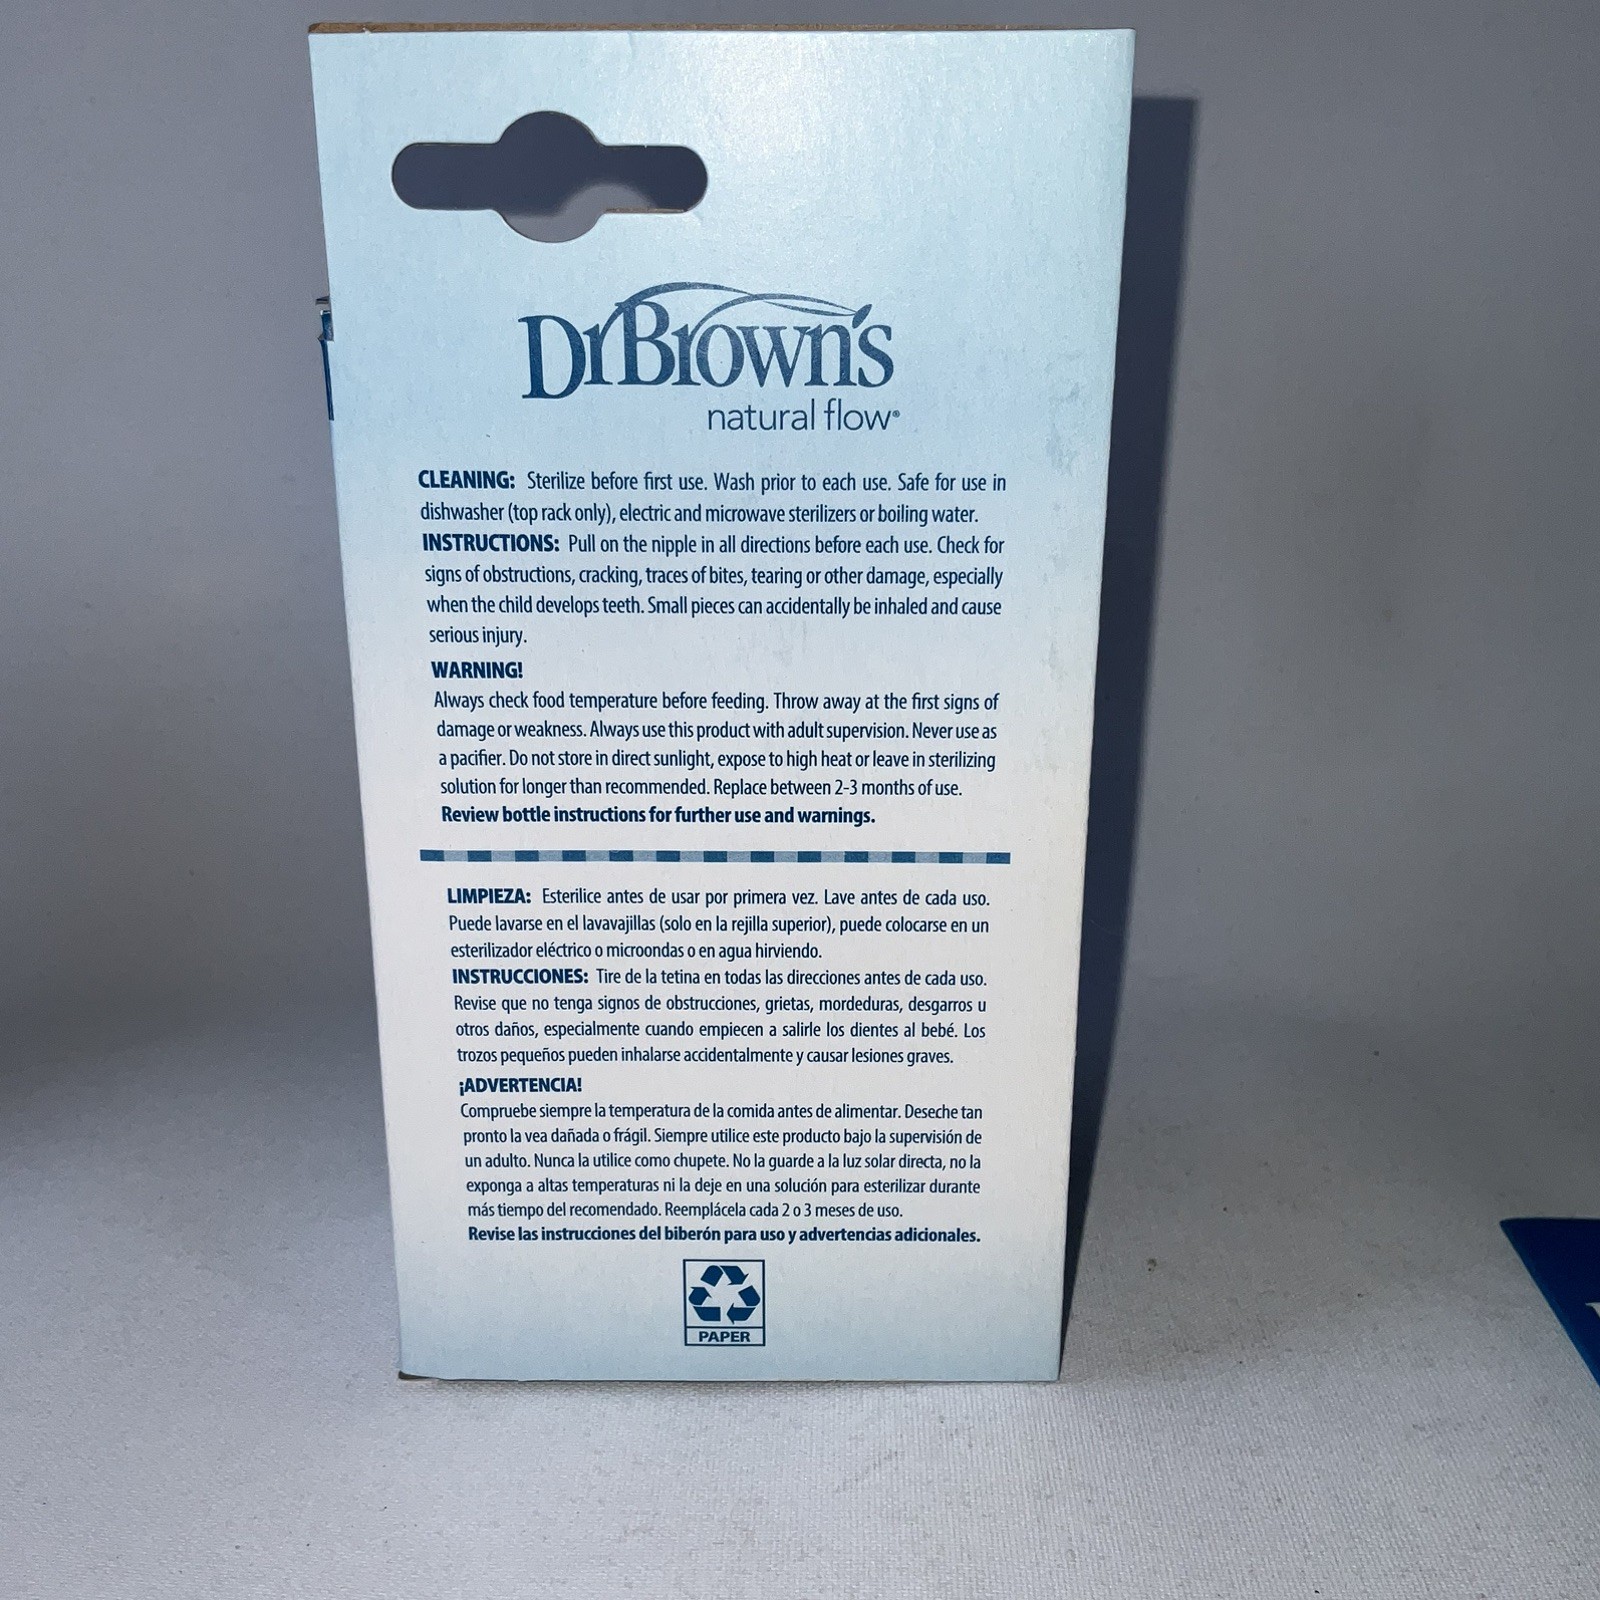 DrBrown's
natural flow®
CLEANING: Sterilize before first use. Wash prior to each use. Safe for use in
dishwasher (top rack only), electric and microwave sterilizers or boiling water.
INSTRUCTIONS: Pull on the nipple in all directions before each use. Check for
signs of obstructions, cracking, traces of bites, tearing or other damage, especially
when the child develops teeth. Small pieces can accidentally be inhaled and cause
serious injury.
WARNING!
Always check food temperature before feeding. Throw away at the first signs of
damage or weakness. Always use this product with adult supervision. Never use as
a pacifier. Do not store in direct sunlight, expose to high heat or leave in sterilizing
solution for longer than recommended. Replace between 2-3 months of use.
Review bottle instructions for further use and warnings.
LIMPIEZA: Esterilice antes de usar por primera vez. Lave antes de cada uso.
Puede lavarse en el lavavajillas (solo en la rejilla superior), puede colocarse en un
esterilizador eléctrico o microondas o en agua hirviendo.
INSTRUCCIONES: Tire de la tetina en todas las direcciones antes de cada uso.
Revise que no tenga signos de obstrucciones, grietas, mordeduras, desgarros u
otros daños, especialmente cuando empiecen a salirle los dientes al bebé. Los
trozos pequeños pueden inhalarse accidentalmente y causar lesiones graves.
¡ADVERTENCIA!
Compruebe siempre la temperatura de la comida antes de alimentar. Deseche tan
pronto la vea dañada o frágil. Siempre utilice este producto bajo la supervisión de
un adulto. Nunca la utilice como chupete. No la guarde a la luz solar directa, no la
exponga a altas temperaturas ni la deje en una solución para esterilizar durante
más tiempo del recomendado. Reemplácela cada 2 o 3 meses de uso.
Revise las instrucciones del biberón para uso y advertencias adicionales.
PAPER